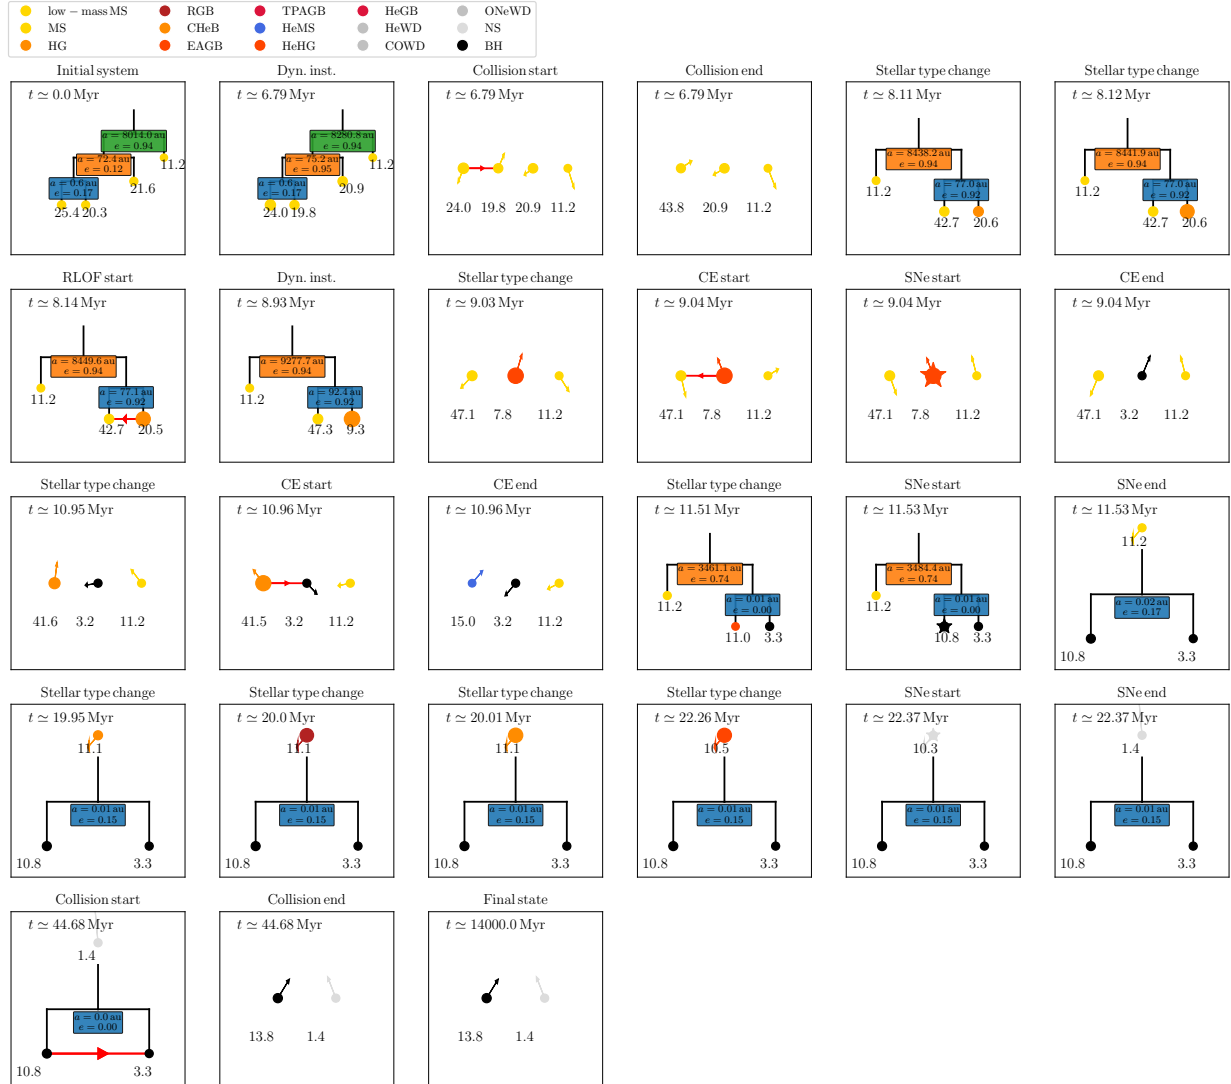 low − mass MS RGB TPAGB HeGB ONeWD
MS CHeB HeMS HeWD NS
HG EAGB HeHG COWD BH
Initial system
t ≃ 0.0 Myr
a = 8014.0 au
e = 0.94
11.2
a = 72.4 au
e = 0.12
21.6
a = 0.6 au
e = 0.17
25.4 20.3
Dyn. inst.
t ≃ 6.79 Myr
a = 8280.8 au
e = 0.94
11.2
a = 75.2 au
e = 0.95
20.9
a = 0.6 au
e = 0.17
24.0 19.8
Collision start
t ≃ 6.79 Myr
24.0 19.8 20.9 11.2
Collision end
t ≃ 6.79 Myr
43.8 20.9 11.2
Stellar type change
t ≃ 8.11 Myr
a = 8438.2 au
e = 0.94
11.2
a = 77.0 au
e = 0.92
42.7 20.6
Stellar type change
t ≃ 8.12 Myr
a = 8441.9 au
e = 0.94
11.2
a = 77.0 au
e = 0.92
42.7 20.6
RLOF start
t ≃ 8.14 Myr
a = 8449.6 au
e = 0.94
11.2
a = 77.1 au
e = 0.92
42.7 20.5
Dyn. inst.
t ≃ 8.93 Myr
a = 9277.7 au
e = 0.94
11.2
a = 92.4 au
e = 0.92
47.3 9.3
Stellar type change
t ≃ 9.03 Myr
47.1 7.8 11.2
CE start
t ≃ 9.04 Myr
47.1 7.8 11.2
SNe start
t ≃ 9.04 Myr
47.1 7.8 11.2
CE end
t ≃ 9.04 Myr
47.1 3.2 11.2
Stellar type change
t ≃ 10.95 Myr
41.6 3.2 11.2
CE start
t ≃ 10.96 Myr
41.5 3.2 11.2
CE end
t ≃ 10.96 Myr
15.0 3.2 11.2
Stellar type change
t ≃ 11.51 Myr
a = 3461.1 au
e = 0.74
11.2
a = 0.01 au
e = 0.00
11.0 3.3
SNe start
t ≃ 11.53 Myr
a = 3484.4 au
e = 0.74
11.2
a = 0.01 au
e = 0.00
10.8 3.3
SNe end
t ≃ 11.53 Myr
11.2
a = 0.02 au
e = 0.17
10.8 3.3
Stellar type change
t ≃ 19.95 Myr
11.1
a = 0.01 au
e = 0.15
10.8 3.3
Stellar type change
t ≃ 20.0 Myr
11.1
a = 0.01 au
e = 0.15
10.8 3.3
Stellar type change
t ≃ 20.01 Myr
11.1
a = 0.01 au
e = 0.15
10.8 3.3
Stellar type change
t ≃ 22.26 Myr
10.5
a = 0.01 au
e = 0.15
10.8 3.3
SNe start
t ≃ 22.37 Myr
10.3
a = 0.01 au
e = 0.15
10.8 3.3
SNe end
t ≃ 22.37 Myr
1.4
a = 0.01 au
e = 0.15
10.8 3.3
Collision start
t ≃ 44.68 Myr
1.4
a = 0.0 au
e = 0.00
10.8 3.3
Collision end
t ≃ 44.68 Myr
13.8 1.4
Final state
t ≃ 14000.0 Myr
13.8 1.4